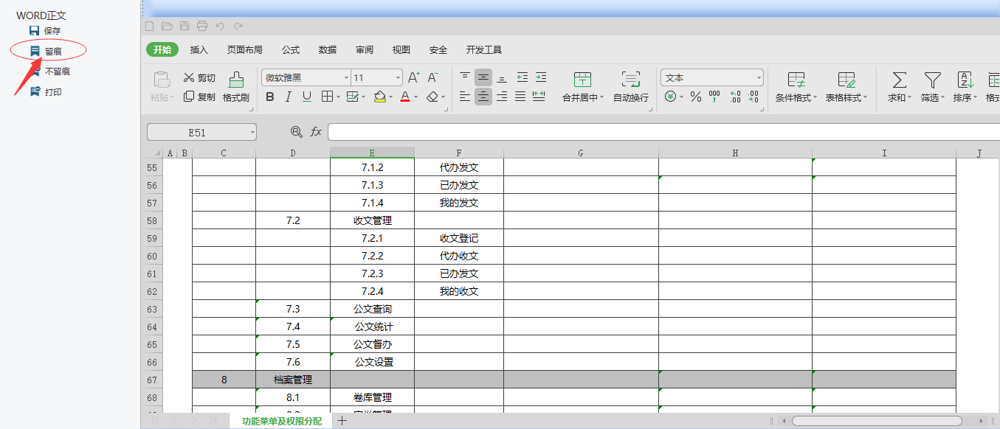 WORD正文
保存
留痕
不留痕
打印
开始 插入 页面布局 公式 数据 审阅 视图 安全 开发工具
粘贴 剪切 复制 格式刷
微软雅黑 11 A+ A-
B I U A
合并居中 自动换行
文本
¥ % 000 , ←.0 .00 .00 →.0
条件格式 表格样式 求和 筛选 排序 格式
E51 fx
A B C D E F G H I J
55 7.1.2 代办发文
56 7.1.3 已办发文
57 7.1.4 我的发文
58 7.2 收文管理
59 7.2.1 收文登记
60 7.2.2 代办收文
61 7.2.3 已办发文
62 7.2.4 我的收文
63 7.3 公文查询
64 7.4 公文统计
65 7.5 公文督办
66 7.6 公文设置
67 8 档案管理
68 8.1 卷库管理
功能菜单及权限分配